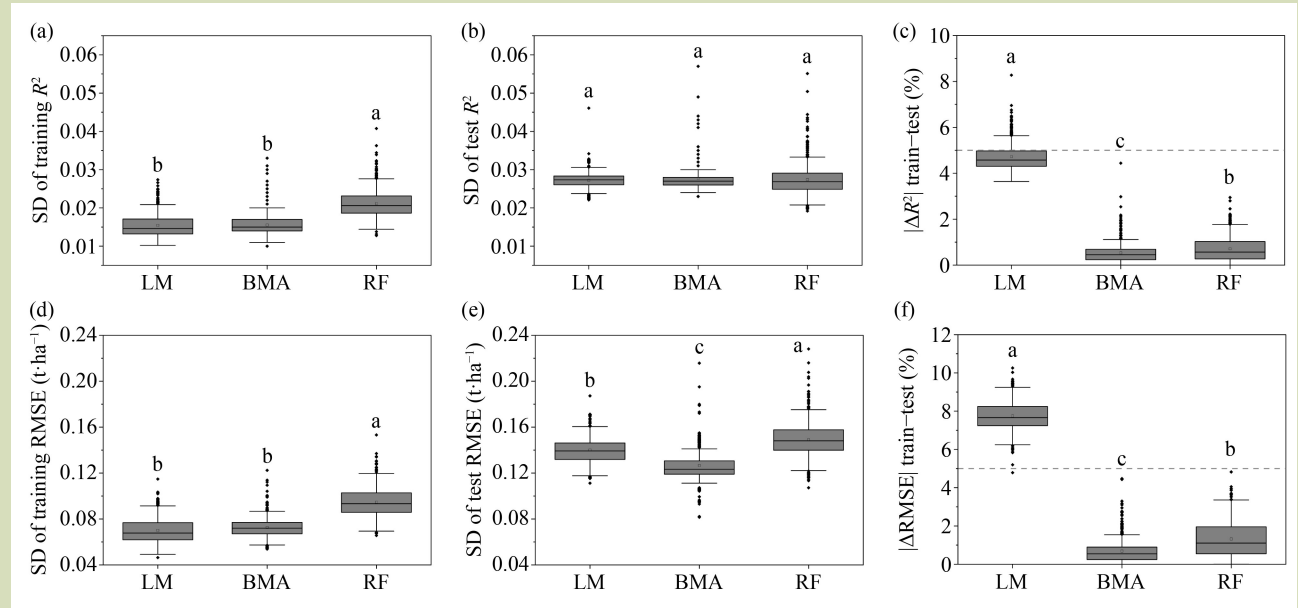 (a)
SD of training R²
0.06
0.05
0.04
0.03
0.02
0.01
b
b
a
LM
BMA
RF
(b)
SD of test R²
0.06
0.05
0.04
0.03
0.02
0.01
a
a
a
LM
BMA
RF
(c)
|ΔR²| train−test (%)
10
8
6
4
2
0
a
c
b
LM
BMA
RF
(d)
SD of training RMSE (t·ha⁻¹)
0.24
0.20
0.16
0.12
0.08
0.04
b
b
a
LM
BMA
RF
(e)
SD of test RMSE (t·ha⁻¹)
0.24
0.20
0.16
0.12
0.08
0.04
b
c
a
LM
BMA
RF
(f)
|ΔRMSE| train−test (%)
12
10
8
6
4
2
0
a
c
b
LM
BMA
RF